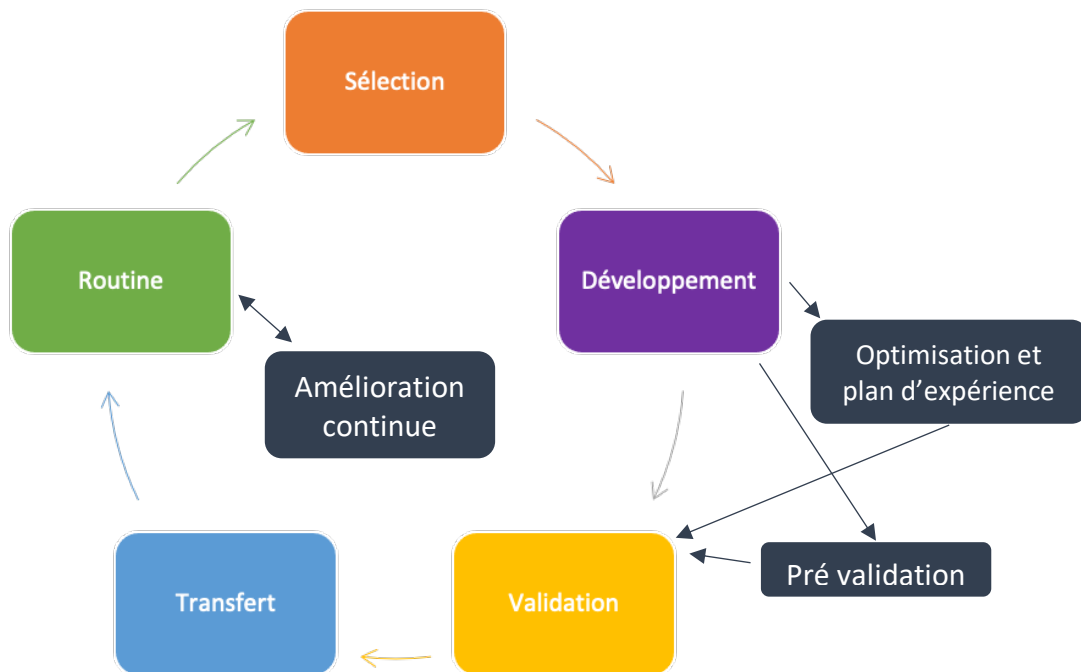 Sélection
Routine
Développement
Optimisation et
plan d’expérience
Amélioration
continue
Transfert
Validation
Pré validation